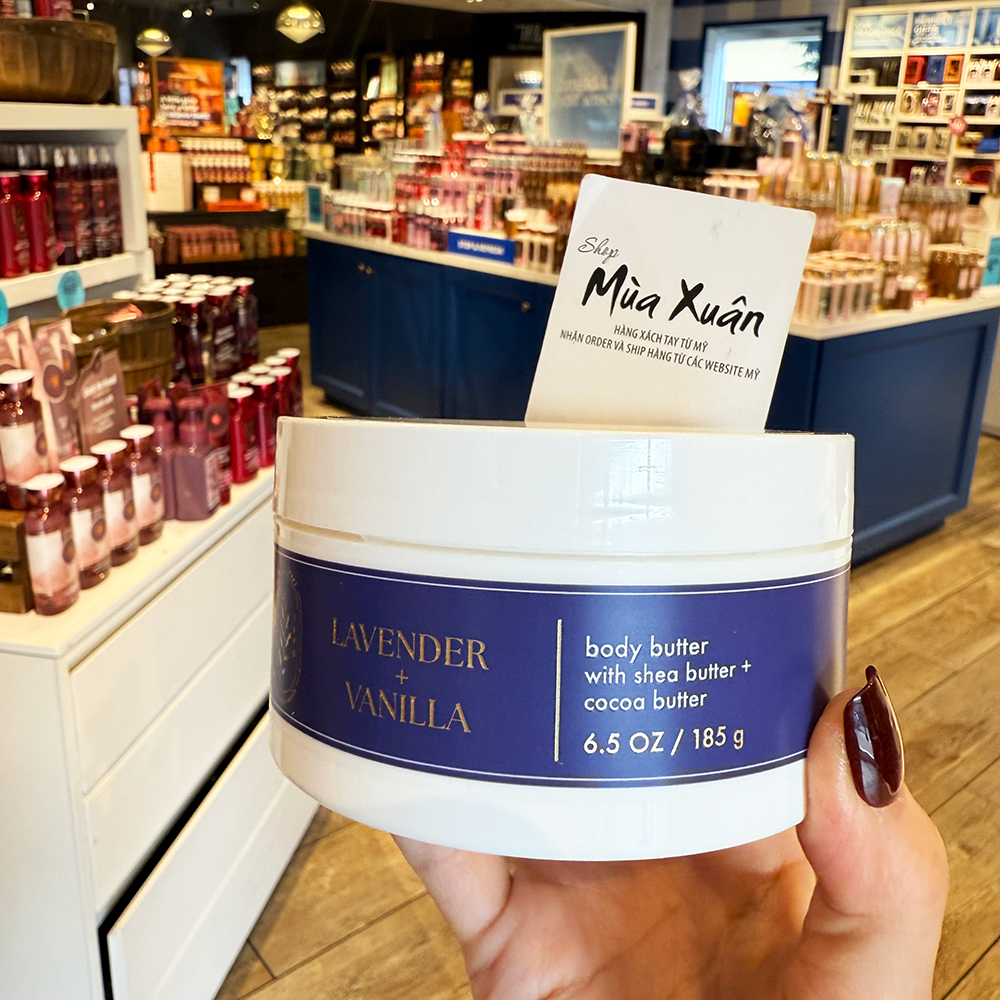 Shop
Mùa Xuân
HÀNG XÁCH TAY TỪ MỸ
NHẬN ORDER VÀ SHIP HÀNG TỪ CÁC WEBSITE MỸ
LAVENDER
+
VANILLA
body butter
with shea butter +
cocoa butter
6.5 OZ / 185 g